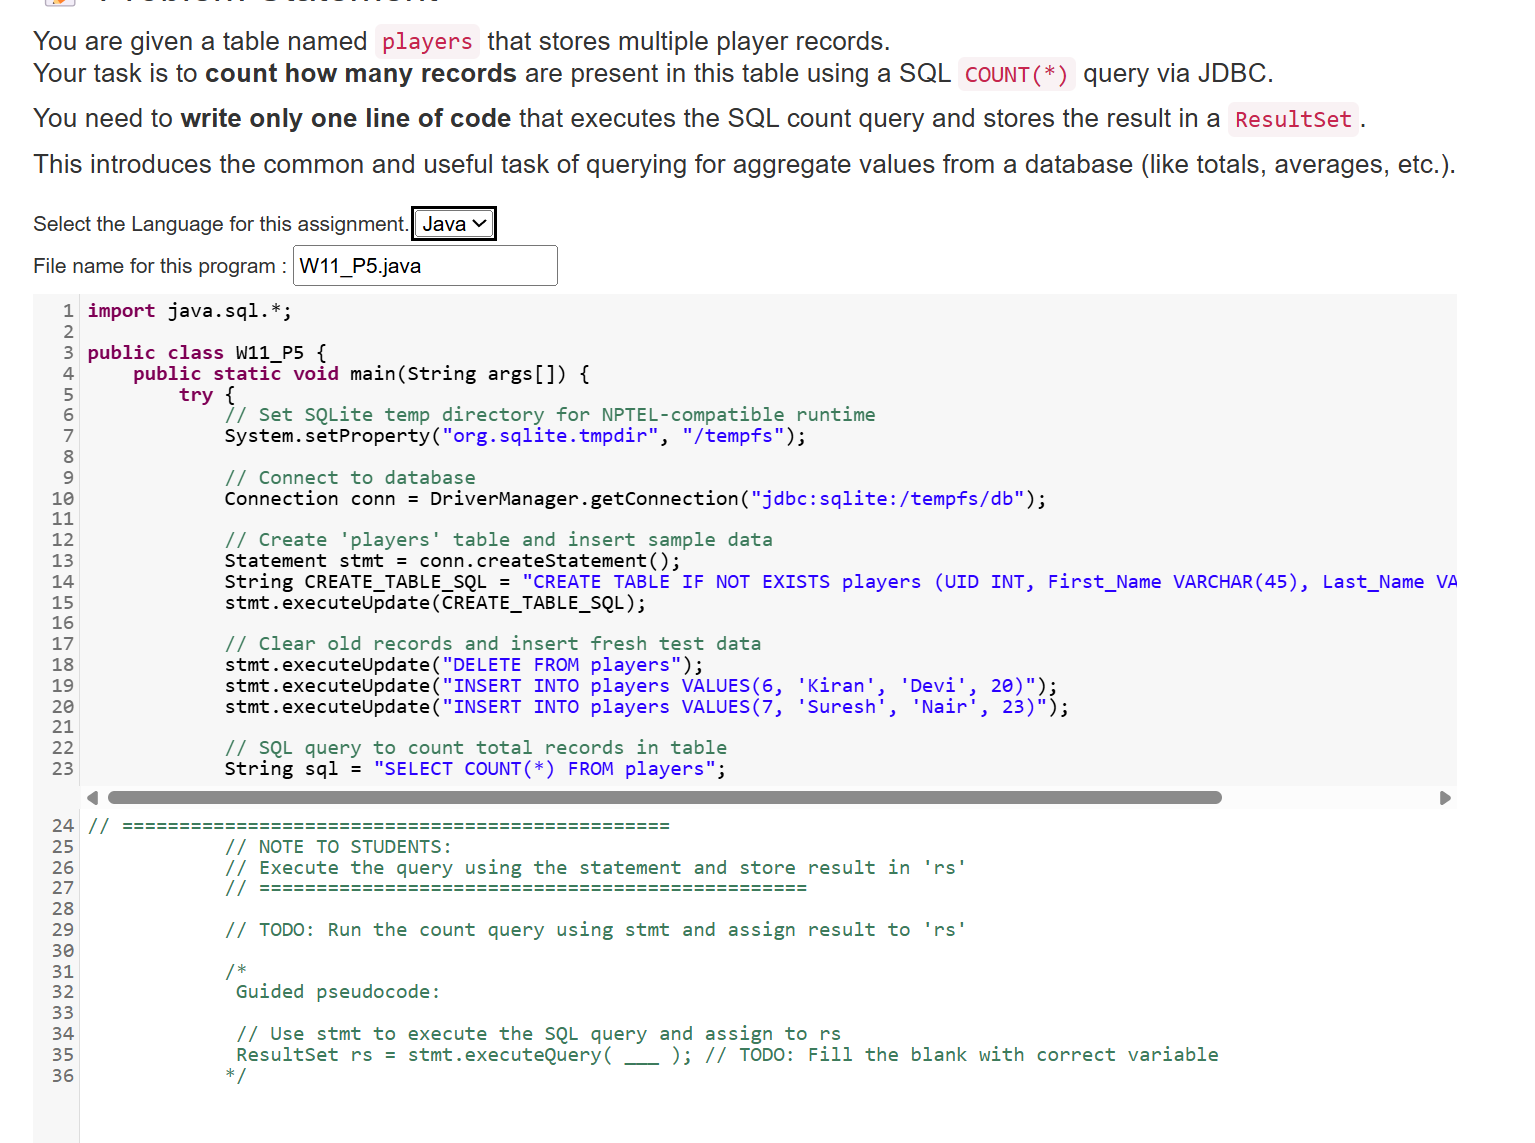 You are given a table named players that stores multiple player records.
Your task is to count how many records are present in this table using a SQL COUNT(*) query via JDBC.
You need to write only one line of code that executes the SQL count query and stores the result in a ResultSet .
This introduces the common and useful task of querying for aggregate values from a database (like totals, averages, etc.).
Select the Language for this assignment. Java
File name for this program : W11_P5.java
1 import java.sql.*;
2
3 public class W11_P5 {
4 public static void main(String args[]) {
5 try {
6 // Set SQLite temp directory for NPTEL-compatible runtime
7 System.setProperty("org.sqlite.tmpdir", "/tempfs");
8
9 // Connect to database
10 Connection conn = DriverManager.getConnection("jdbc:sqlite:/tempfs/db");
11
12 // Create 'players' table and insert sample data
13 Statement stmt = conn.createStatement();
14 String CREATE_TABLE_SQL = "CREATE TABLE IF NOT EXISTS players (UID INT, First_Name VARCHAR(45), Last_Name VA
15 stmt.executeUpdate(CREATE_TABLE_SQL);
16
17 // Clear old records and insert fresh test data
18 stmt.executeUpdate("DELETE FROM players");
19 stmt.executeUpdate("INSERT INTO players VALUES(6, 'Kiran', 'Devi', 20)");
20 stmt.executeUpdate("INSERT INTO players VALUES(7, 'Suresh', 'Nair', 23)");
21
22 // SQL query to count total records in table
23 String sql = "SELECT COUNT(*) FROM players";
24 // ================================================
25 // NOTE TO STUDENTS:
26 // Execute the query using the statement and store result in 'rs'
27 // ================================================
28
29 // TODO: Run the count query using stmt and assign result to 'rs'
30
31 /*
32 Guided pseudocode:
33
34 // Use stmt to execute the SQL query and assign to rs
35 ResultSet rs = stmt.executeQuery( ___ ); // TODO: Fill the blank with correct variable
36 */